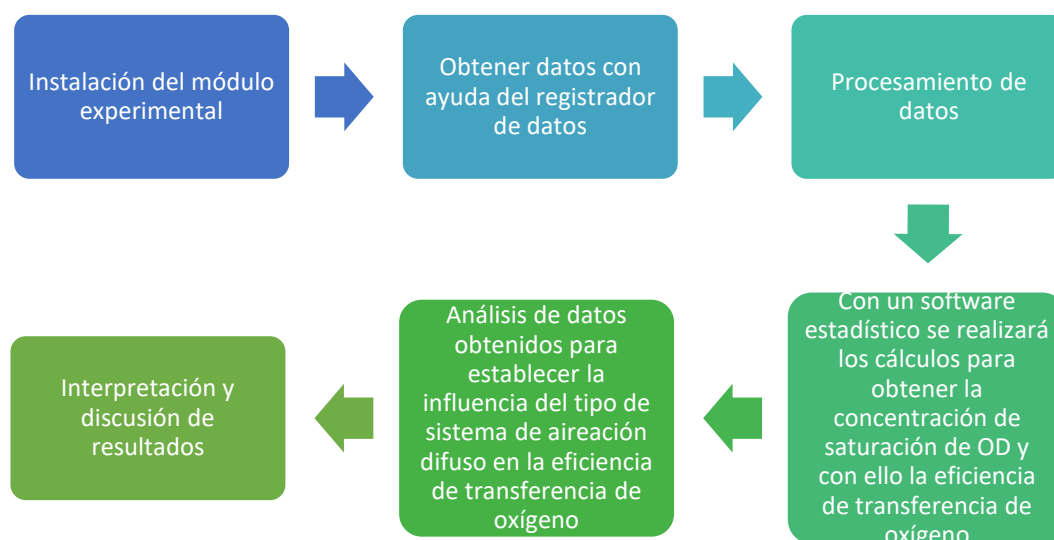 Instalación del módulo
experimental
Obtener datos con
ayuda del registrador
de datos
Procesamiento de
datos
Con un software
estadístico se realizará
los cálculos para
obtener la
concentración de
saturación de OD y
con ello la eficiencia
de transferencia de
oxígeno
Análisis de datos
obtenidos para
establecer la
influencia del tipo de
sistema de aireación
difuso en la eficiencia
de transferencia de
oxígeno
Interpretación y
discusión de
resultados